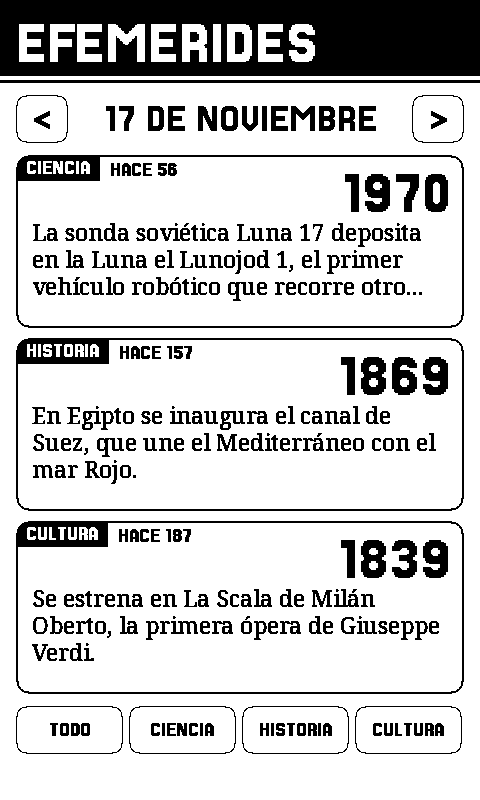 EFEMERIDES
< 17 DE NOVIEMBRE >
CIENCIA HACE 56
1970
La sonda soviética Luna 17 deposita
en la Luna el Lunojod 1, el primer
vehículo robótico que recorre otro...
HISTORIA HACE 157
1869
En Egipto se inaugura el canal de
Suez, que une el Mediterráneo con el
mar Rojo.
CULTURA HACE 187
1839
Se estrena en La Scala de Milán
Oberto, la primera ópera de Giuseppe
Verdi.
TODO CIENCIA HISTORIA CULTURA